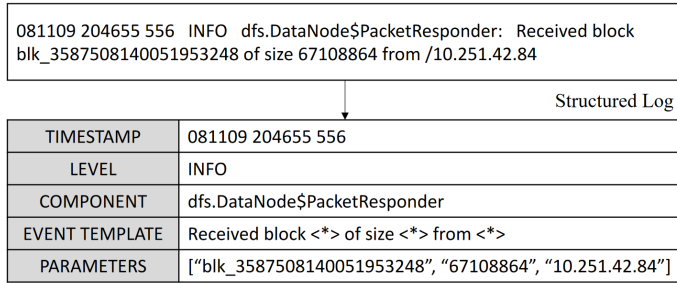 081109 204655 556 INFO dfs.DataNode$PacketResponder: Received block
blk_3587508140051953248 of size 67108864 from /10.251.42.84
Structured Log
TIMESTAMP 081109 204655 556
LEVEL INFO
COMPONENT dfs.DataNode$PacketResponder
EVENT TEMPLATE Received block <*> of size <*> from <*>
PARAMETERS [“blk_3587508140051953248”, “67108864”, “10.251.42.84”]